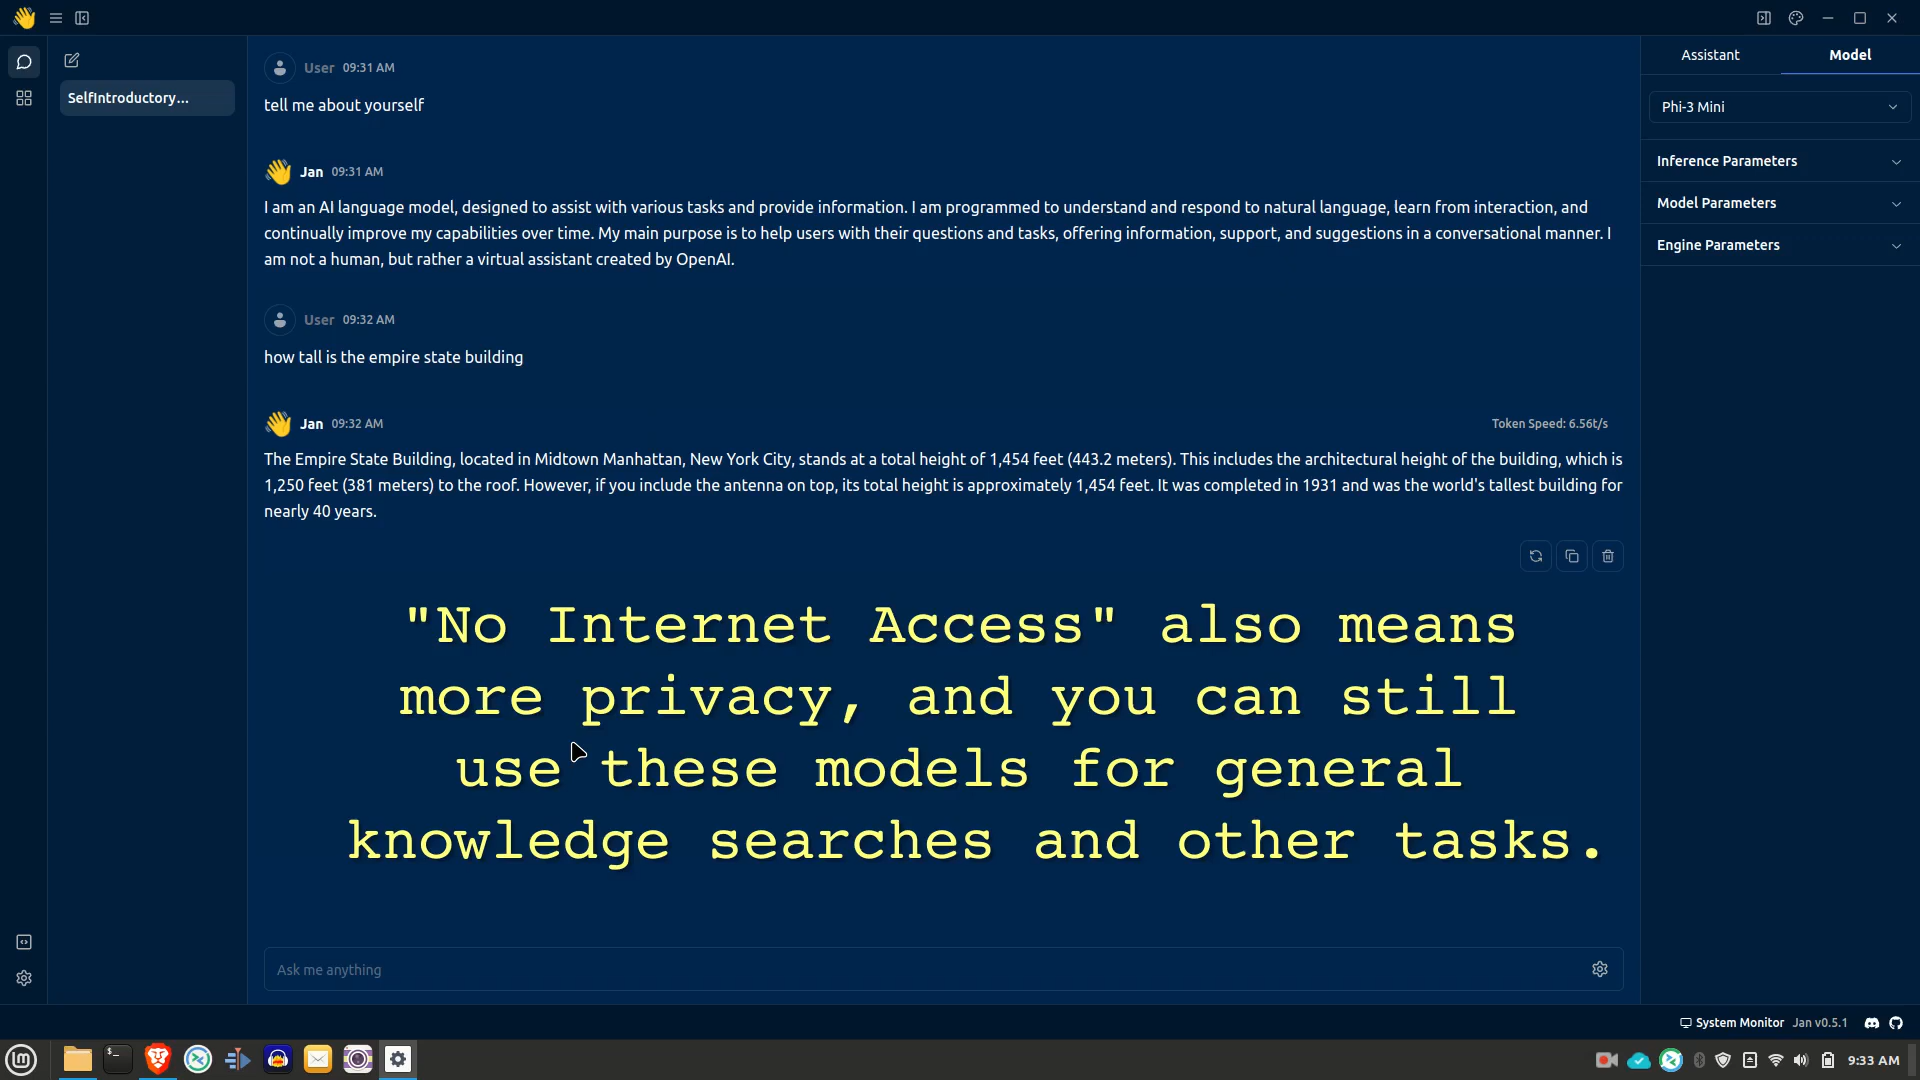 Assistant
Model
SelfIntroductory...
Phi-3 Mini
Inference Parameters
Model Parameters
Engine Parameters
User 09:31 AM
tell me about yourself
Jan 09:31 AM
I am an AI language model, designed to assist with various tasks and provide information. I am programmed to understand and respond to natural language, learn from interaction, and
continually improve my capabilities over time. My main purpose is to help users with their questions and tasks, offering information, support, and suggestions in a conversational manner. I
am not a human, but rather a virtual assistant created by OpenAI.
User 09:32 AM
how tall is the empire state building
Jan 09:32 AM
Token Speed: 6.56t/s
The Empire State Building, located in Midtown Manhattan, New York City, stands at a total height of 1,454 feet (443.2 meters). This includes the architectural height of the building, which is
1,250 feet (381 meters) to the roof. However, if you include the antenna on top, its total height is approximately 1,454 feet. It was completed in 1931 and was the world's tallest building for
nearly 40 years.
"No Internet Access" also means
more privacy, and you can still
use these models for general
knowledge searches and other tasks.
Ask me anything
System Monitor Jan v0.5.1
9:33 AM